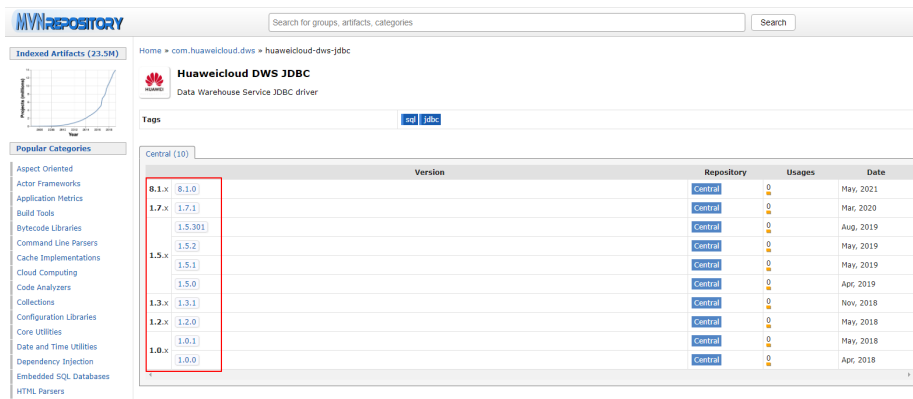 MVNREPOSITORY
Search for groups, artifacts, categories
Search
Indexed Artifacts (23.5M)
Projects (millions)
Year
Popular Categories
Aspect Oriented
Actor Frameworks
Application Metrics
Build Tools
Bytecode Libraries
Command Line Parsers
Cache Implementations
Cloud Computing
Code Analyzers
Collections
Configuration Libraries
Core Utilities
Date and Time Utilities
Dependency Injection
Embedded SQL Databases
HTML Parsers
Home » com.huaweicloud.dws » huaweicloud-dws-jdbc
HUAWEI
Huaweicloud DWS JDBC
Data Warehouse Service JDBC driver
Tags sql jdbc
Central (10)
Version Repository Usages Date
8.1.x 8.1.0 Central 0 May, 2021
1.7.x 1.7.1 Central 0 Mar, 2020
1.5.x 1.5.301 Central 0 Aug, 2019
1.5.2 Central 0 May, 2019
1.5.1 Central 0 May, 2019
1.5.0 Central 0 Apr, 2019
1.3.x 1.3.1 Central 0 Nov, 2018
1.2.x 1.2.0 Central 0 May, 2018
1.0.x 1.0.1 Central 0 May, 2018
1.0.0 Central 0 Apr, 2018